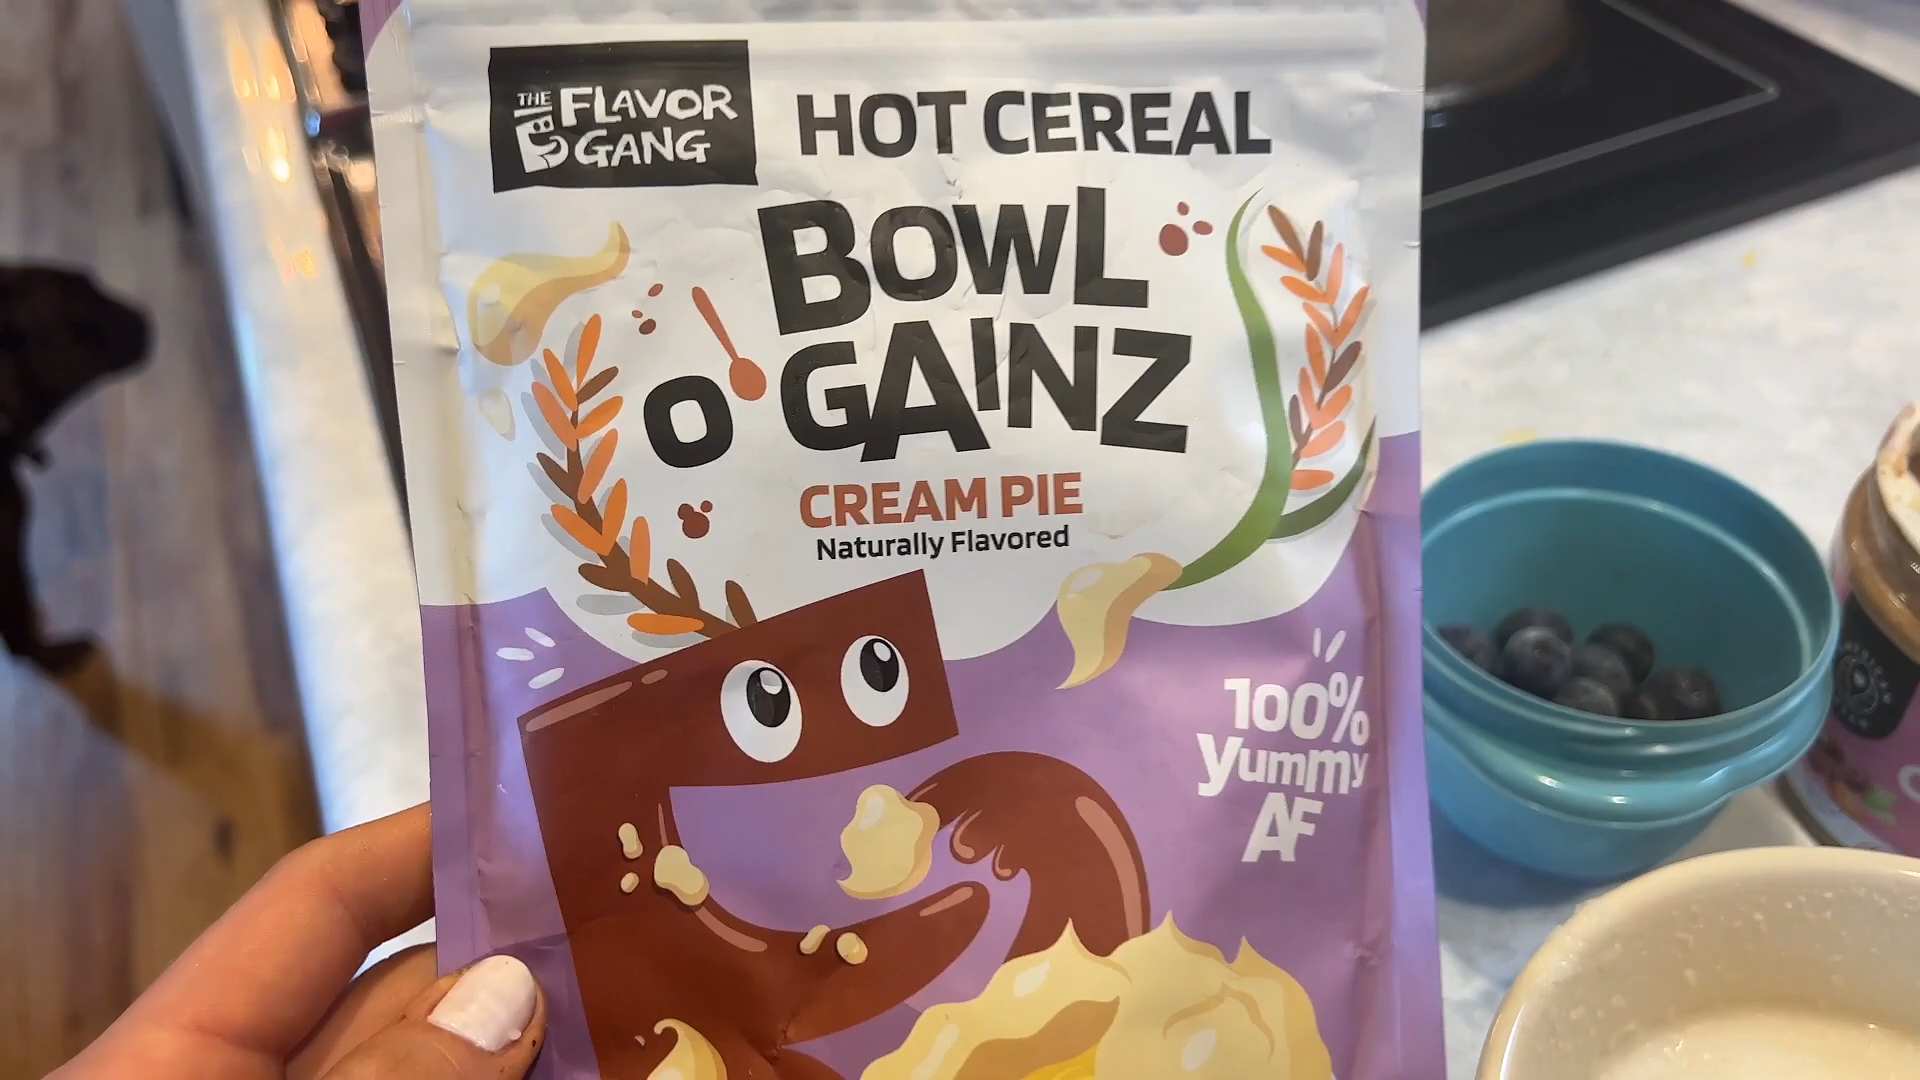 THE FLAVOR
GANG
HOT CEREAL
BOWL
O' GAINZ
CREAM PIE
Naturally Flavored
100%
yummy
AF